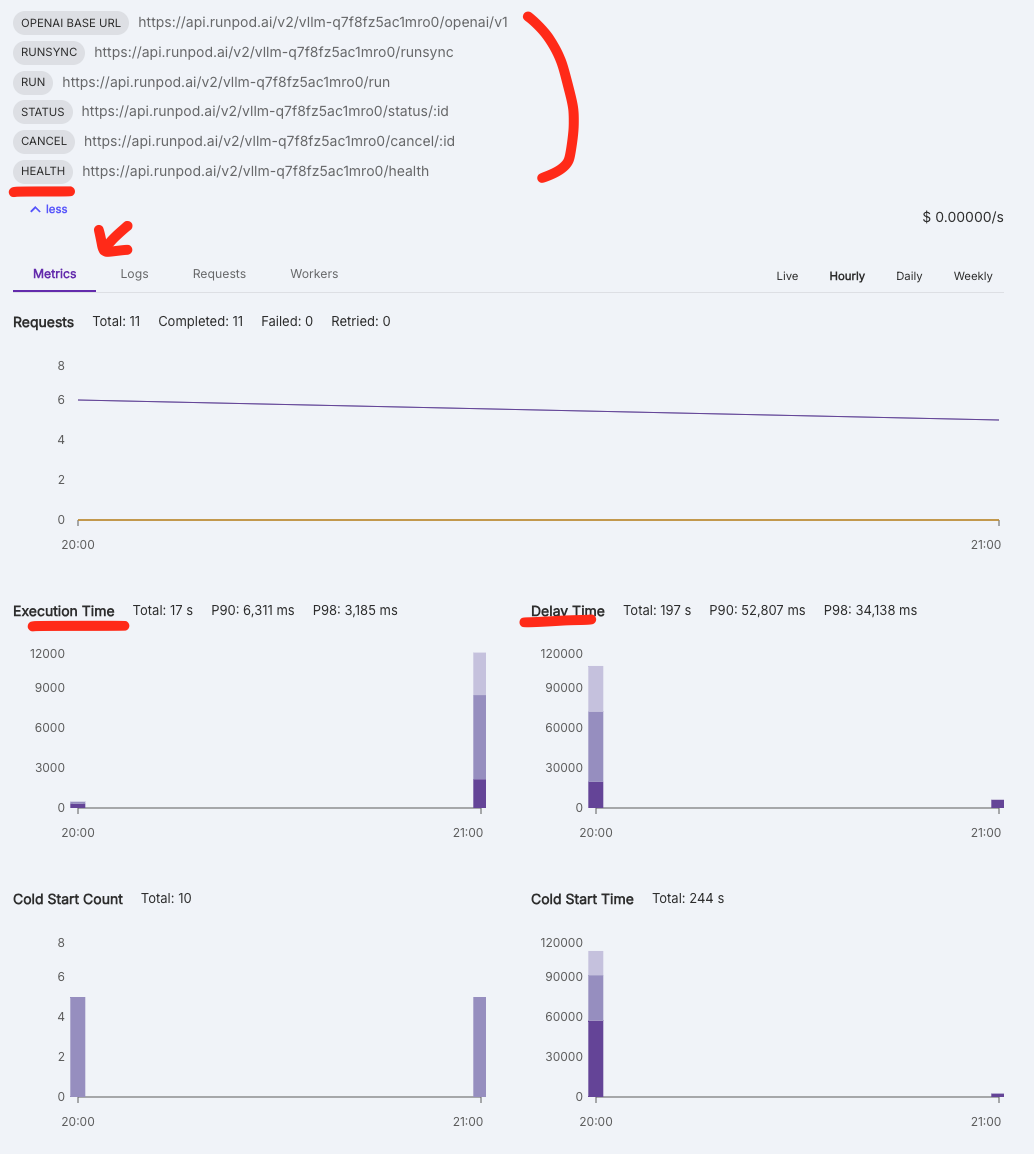 OPENAI BASE URL https://api.runpod.ai/v2/vllm-q7f8fz5ac1mro0/openai/v1
RUNSYNC https://api.runpod.ai/v2/vllm-q7f8fz5ac1mro0/runsync
RUN https://api.runpod.ai/v2/vllm-q7f8fz5ac1mro0/run
STATUS https://api.runpod.ai/v2/vllm-q7f8fz5ac1mro0/status/:id
CANCEL https://api.runpod.ai/v2/vllm-q7f8fz5ac1mro0/cancel/:id
HEALTH https://api.runpod.ai/v2/vllm-q7f8fz5ac1mro0/health
less
$ 0.00000/s
Metrics Logs Requests Workers Live Hourly Daily Weekly
Requests Total: 11 Completed: 11 Failed: 0 Retried: 0
8
6
4
2
0
20:00 21:00
Execution Time Total: 17 s P90: 6,311 ms P98: 3,185 ms
12000
9000
6000
3000
0
20:00 21:00
Delay Time Total: 197 s P90: 52,807 ms P98: 34,138 ms
120000
90000
60000
30000
0
20:00 21:00
Cold Start Count Total: 10
8
6
4
2
0
20:00 21:00
Cold Start Time Total: 244 s
120000
90000
60000
30000
0
20:00 21:00